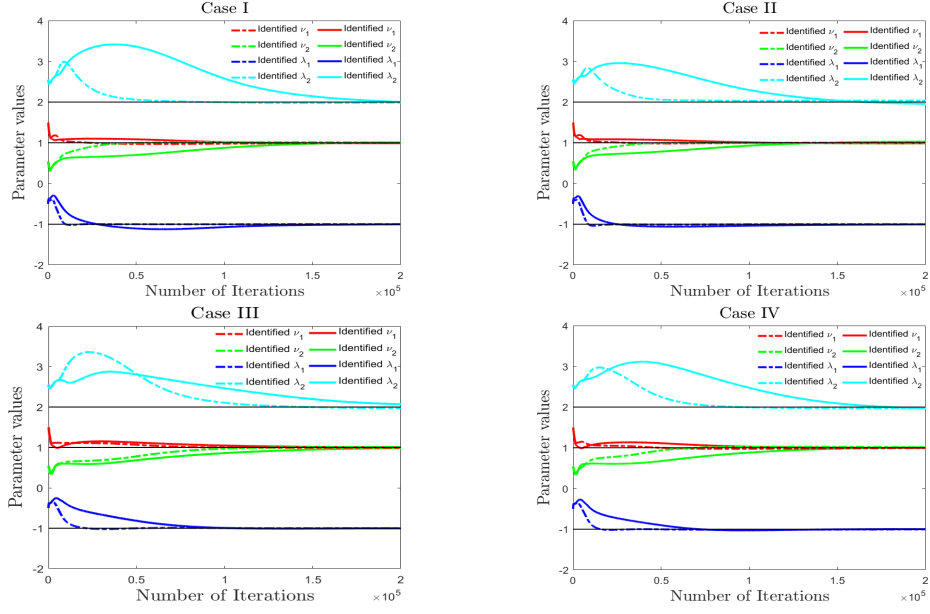 Case I
Identified ν1 Identified ν1
Identified ν2 Identified ν2
Identified λ1 Identified λ1
Identified λ2 Identified λ2
Parameter values
4
3
2
1
0
-1
-2
0 0.5 1 1.5 2
Number of Iterations ×10^5
Case II
Identified ν1 Identified ν1
Identified ν2 Identified ν2
Identified λ1 Identified λ1
Identified λ2 Identified λ2
Parameter values
4
3
2
1
0
-1
-2
0 0.5 1 1.5 2
Number of Iterations ×10^5
Case III
Identified ν1 Identified ν1
Identified ν2 Identified ν2
Identified λ1 Identified λ1
Identified λ2 Identified λ2
Parameter values
4
3
2
1
0
-1
-2
0 0.5 1 1.5 2
Number of Iterations ×10^5
Case IV
Identified ν1 Identified ν1
Identified ν2 Identified ν2
Identified λ1 Identified λ1
Identified λ2 Identified λ2
Parameter values
4
3
2
1
0
-1
-2
0 0.5 1 1.5 2
Number of Iterations ×10^5